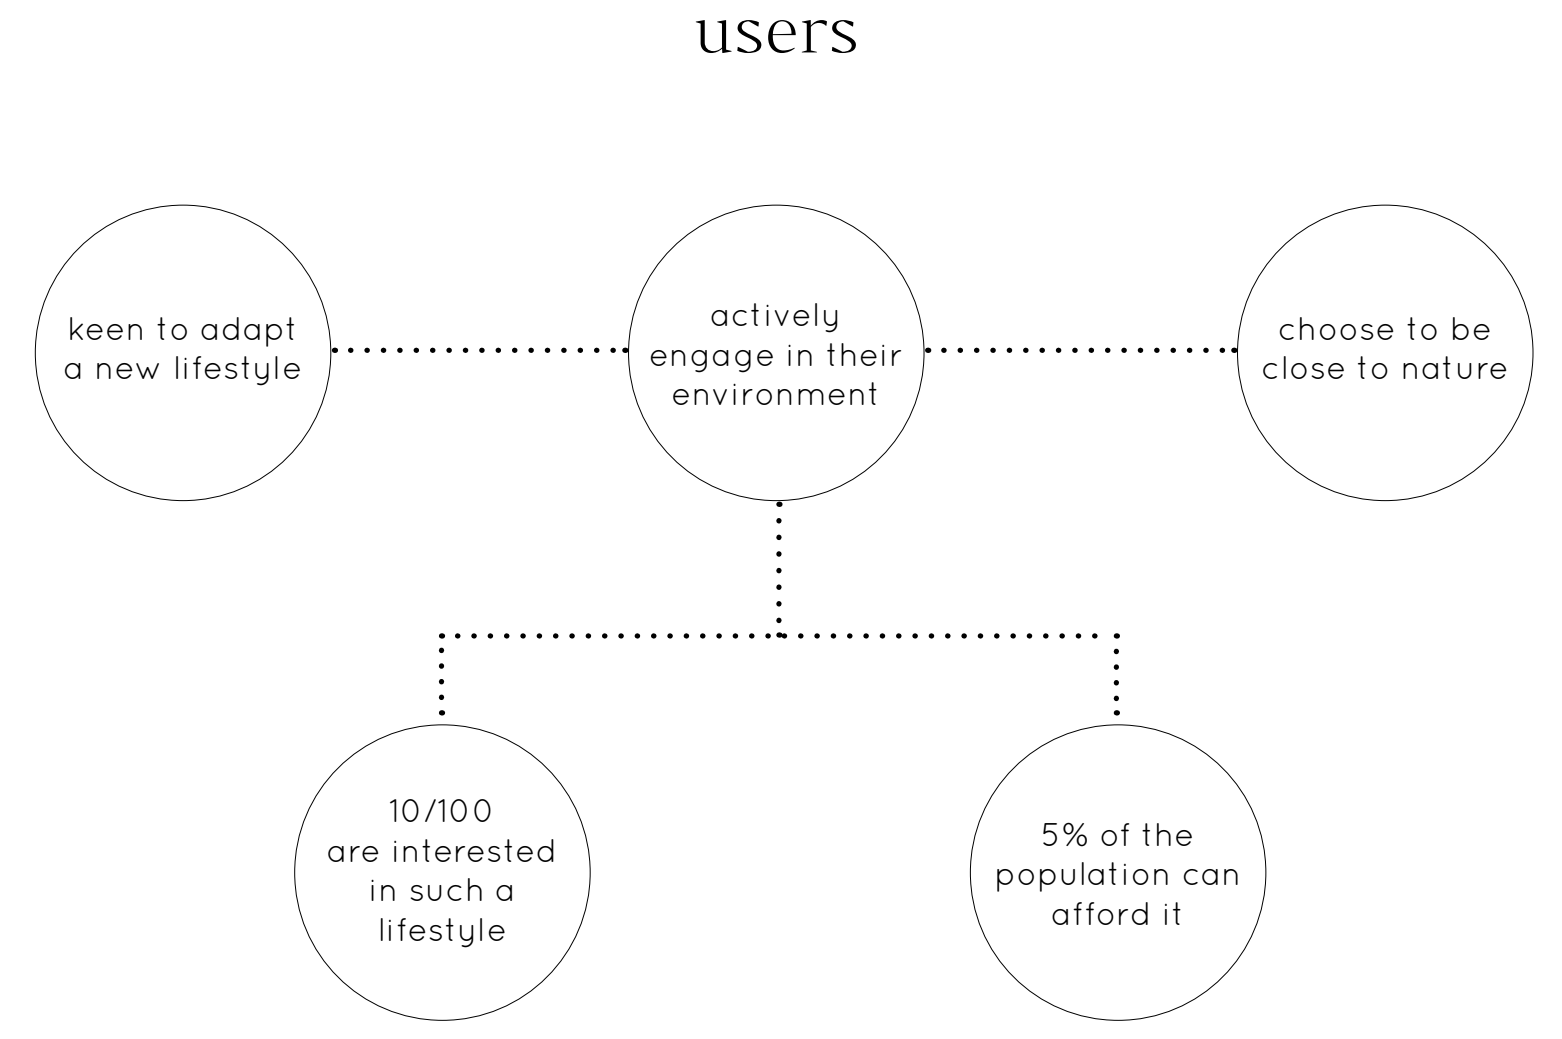 users
keen to adapt
a new lifestyle
actively
engage in their
environment
choose to be
close to nature
10/100
are interested
in such a
lifestyle
5% of the
population can
afford it